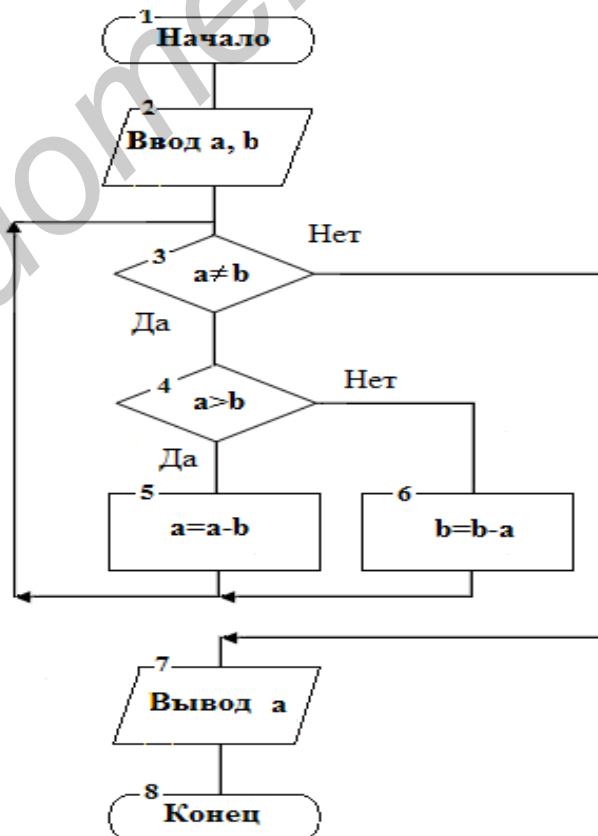 1
Начало
2
Ввод a, b
Нет
3
a≠b
Да
4
a>b
Нет
Да
5
a=a-b
6
b=b-a
7
Вывод a
8
Конец